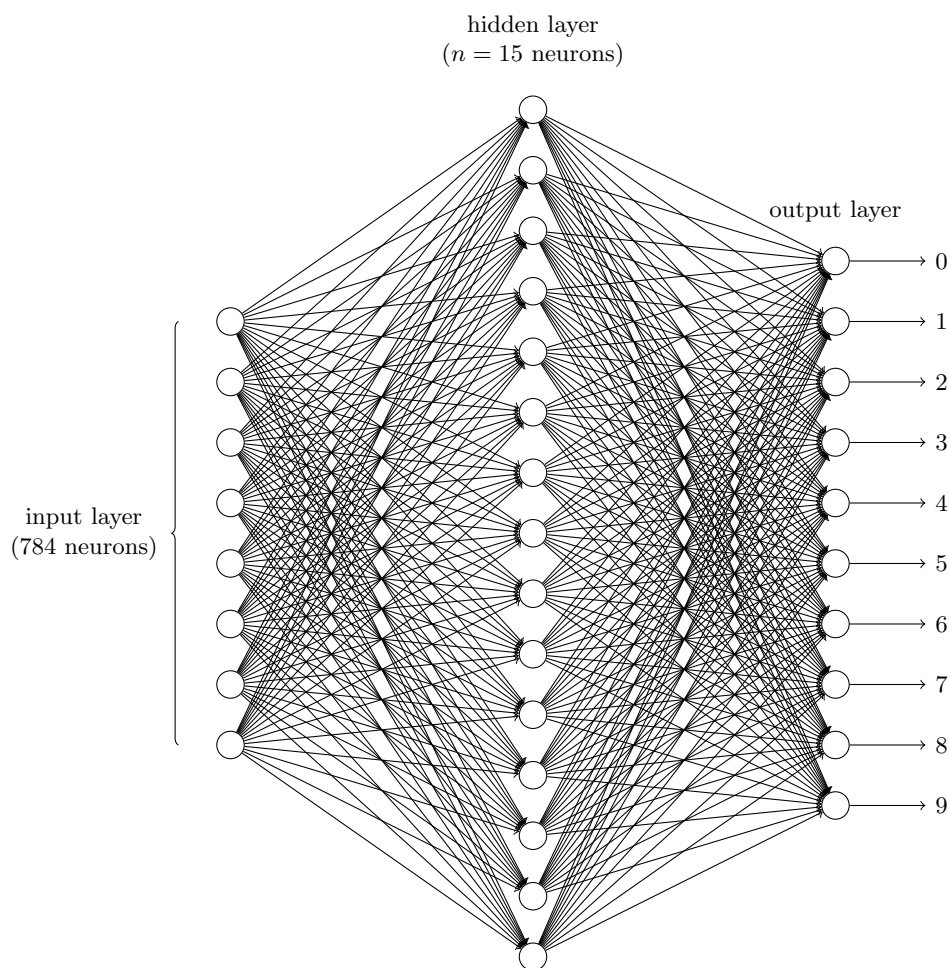 hidden layer
(n = 15 neurons)
output layer
0
1
2
3
4
5
6
7
8
9
input layer
(784 neurons)